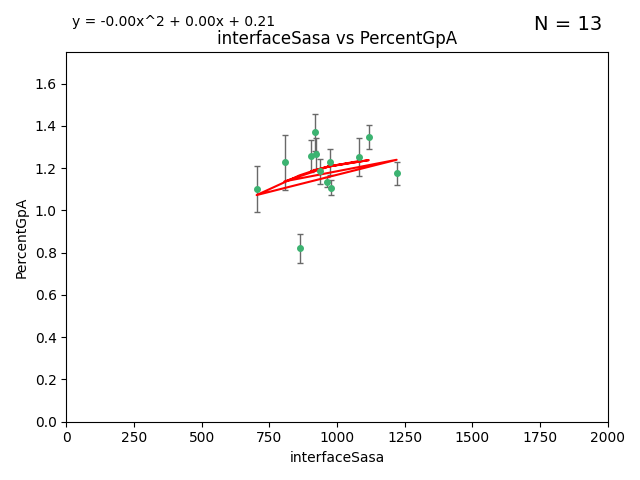 y = -0.00x^2 + 0.00x + 0.21
N = 13
interfaceSasa vs PercentGpA
PercentGpA
1.6
1.4
1.2
1.0
0.8
0.6
0.4
0.2
0.0
0 250 500 750 1000 1250 1500 1750 2000
interfaceSasa